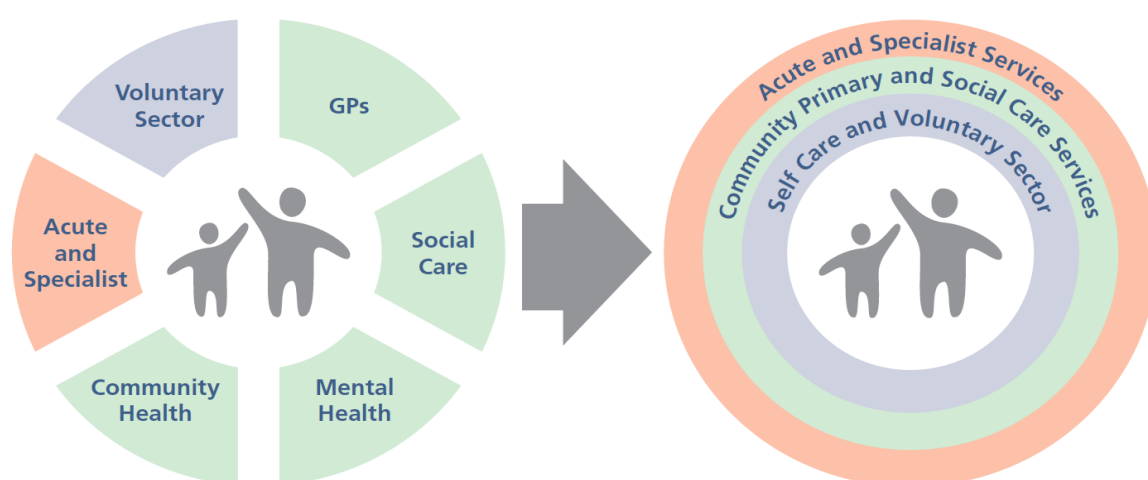 Voluntary
Sector
GPs
Acute
and
Specialist
Social
Care
Community
Health
Mental
Health
Acute and Specialist Services
Community Primary and Social Care Services
Self Care and Voluntary Sector